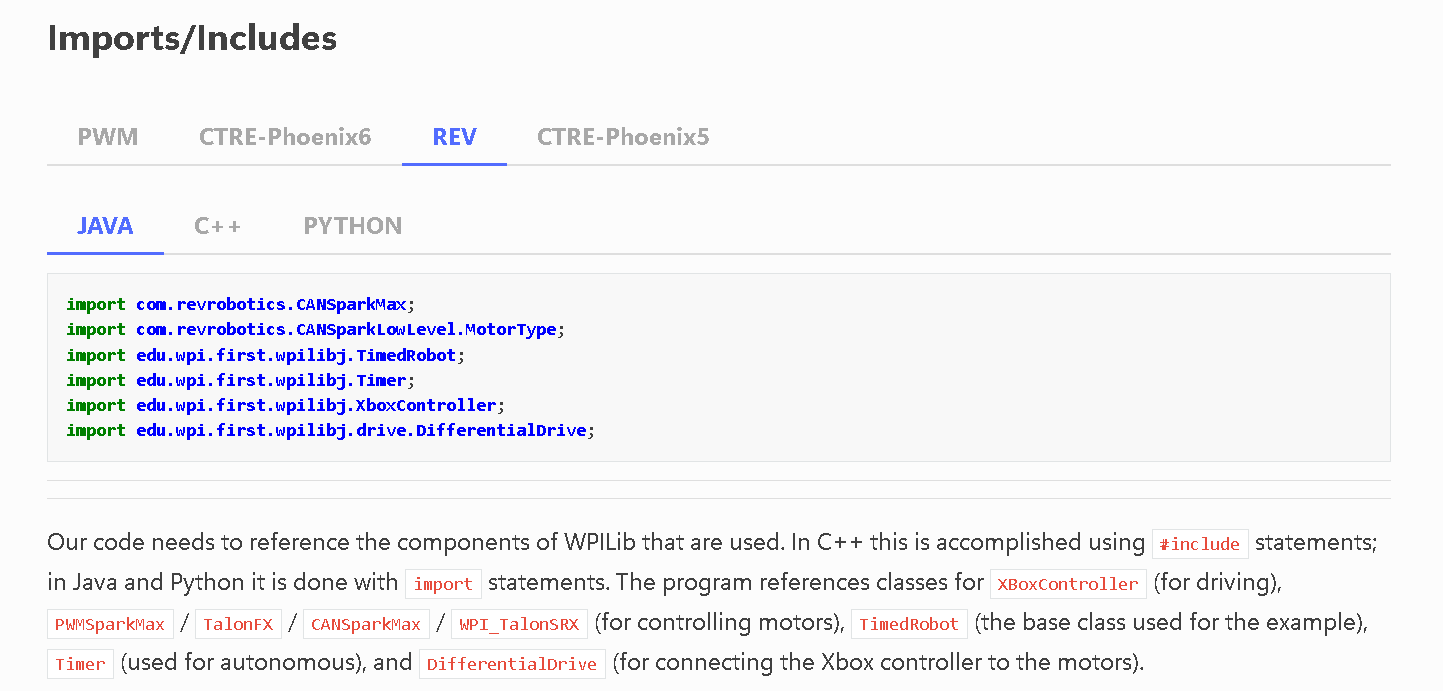 Imports/Includes
PWM CTRE-Phoenix6 REV CTRE-Phoenix5
JAVA C++ PYTHON
import com.revrobotics.CANSparkMax;
import com.revrobotics.CANSparkLowLevel.MotorType;
import edu.wpi.first.wpilibj.TimedRobot;
import edu.wpi.first.wpilibj.Timer;
import edu.wpi.first.wpilibj.XboxController;
import edu.wpi.first.wpilibj.drive.DifferentialDrive;
Our code needs to reference the components of WPILib that are used. In C++ this is accomplished using #include statements;
in Java and Python it is done with import statements. The program references classes for XBoxController (for driving),
PWMSparkMax / TalonFX / CANSparkMax / WPI_TalonSRX (for controlling motors), TimedRobot (the base class used for the example),
Timer (used for autonomous), and DifferentialDrive (for connecting the Xbox controller to the motors).